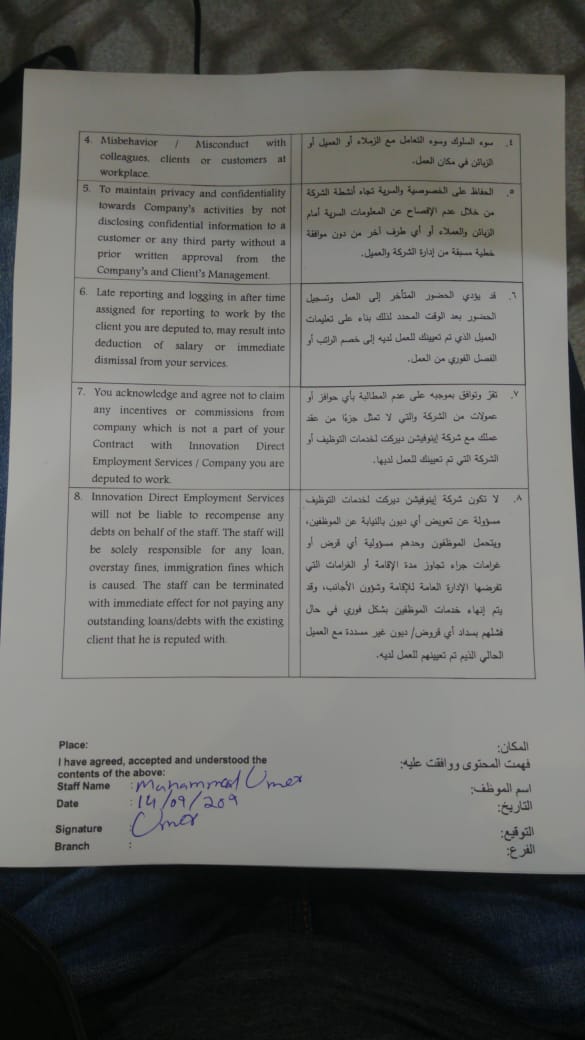 4. Misbehavior / Misconduct with
colleagues, clients or customers at
workplace.
٤. سوء السلوك وسوء التعامل مع الزملاء أو العميل أو
الزبائن في مكان العمل.
5. To maintain privacy and confidentiality
towards Company's activities by not
disclosing confidential information to a
customer or any third party without a
prior written approval from the
Company's and Client's Management.
٥. الحفاظ على الخصوصية والسرية تجاه أنشطة الشركة
من خلال عدم الإفصاح عن المعلومات السرية أمام
الزبائن والعملاء أو أي طرف آخر من دون موافقة
خطية مسبقة من إدارة الشركة والعميل.
6. Late reporting and logging in after time
assigned for reporting to work by the
client you are deputed to, may result into
deduction of salary or immediate
dismissal from your services.
٦. قد يؤدي الحضور المتأخر إلى العمل وتسجيل
الحضور بعد الوقت المحدد لذلك بناء على تعليمات
العميل الذي تم تعيينك للعمل لديه إلى خصم الراتب أو
الفصل الفوري من العمل.
7. You acknowledge and agree not to claim
any incentives or commissions from
company which is not a part of your
Contract with Innovation Direct
Employment Services / Company you are
deputed to work.
٧. تقرّ وتوافق بموجبه على عدم المطالبة بأي حوافز أو
عمولات من الشركة والتي لا تمثل جزءًا من عقد
عملك مع شركة إينوفيشن ديركت لخدمات التوظيف أو
الشركة التي تم تعيينك للعمل لديها.
8. Innovation Direct Employment Services
will not be liable to recompense any
debts on behalf of the staff. The staff will
be solely responsible for any loan,
overstay fines, immigration fines which
is caused. The staff can be terminated
with immediate effect for not paying any
outstanding loans/debts with the existing
client that he is reputed with.
٨. لا تكون شركة إينوفيشن ديركت لخدمات التوظيف
مسؤولة عن تعويض أي ديون بالنيابة عن الموظفين،
ويتحمل الموظفون وحدهم مسؤولية أي قرض أو
غرامات جراء تجاوز مدة الإقامة أو الغرامات التي
تفرضها الإدارة العامة للإقامة وشؤون الأجانب، وقد
يتم إنهاء خدمات الموظفين بشكل فوري في حال
فشلهم بسداد أي قروض/ ديون غير مسددة مع العميل
الحالي الذيم تم تعيينهم للعمل لديه.
Place:
المكان:
I have agreed, accepted and understood the
contents of the above:
فهمت المحتوى ووافقت عليه:
Staff Name : Muhammad Umer
اسم الموظف:
Date : 14/09/209
التاريخ:
Signature : Umer
التوقيع:
Branch :
الفرع: